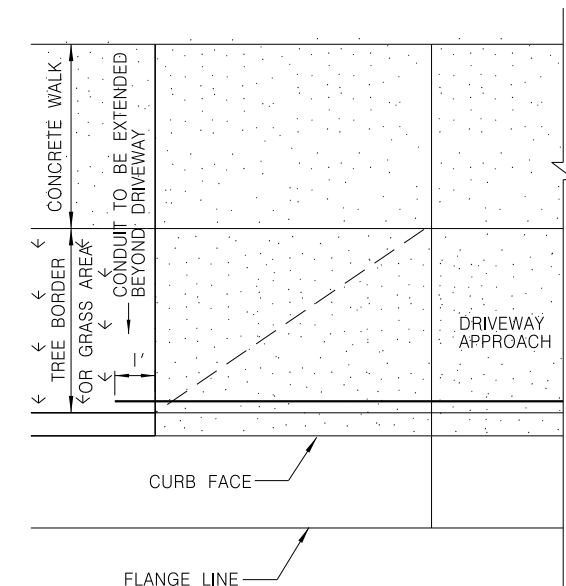 CONCRETE WALK
TREE BORDER
OR GRASS AREA
CONDUIT TO BE EXTENDED
BEYOND DRIVEWAY
1'
DRIVEWAY
APPROACH
CURB FACE
FLANGE LINE